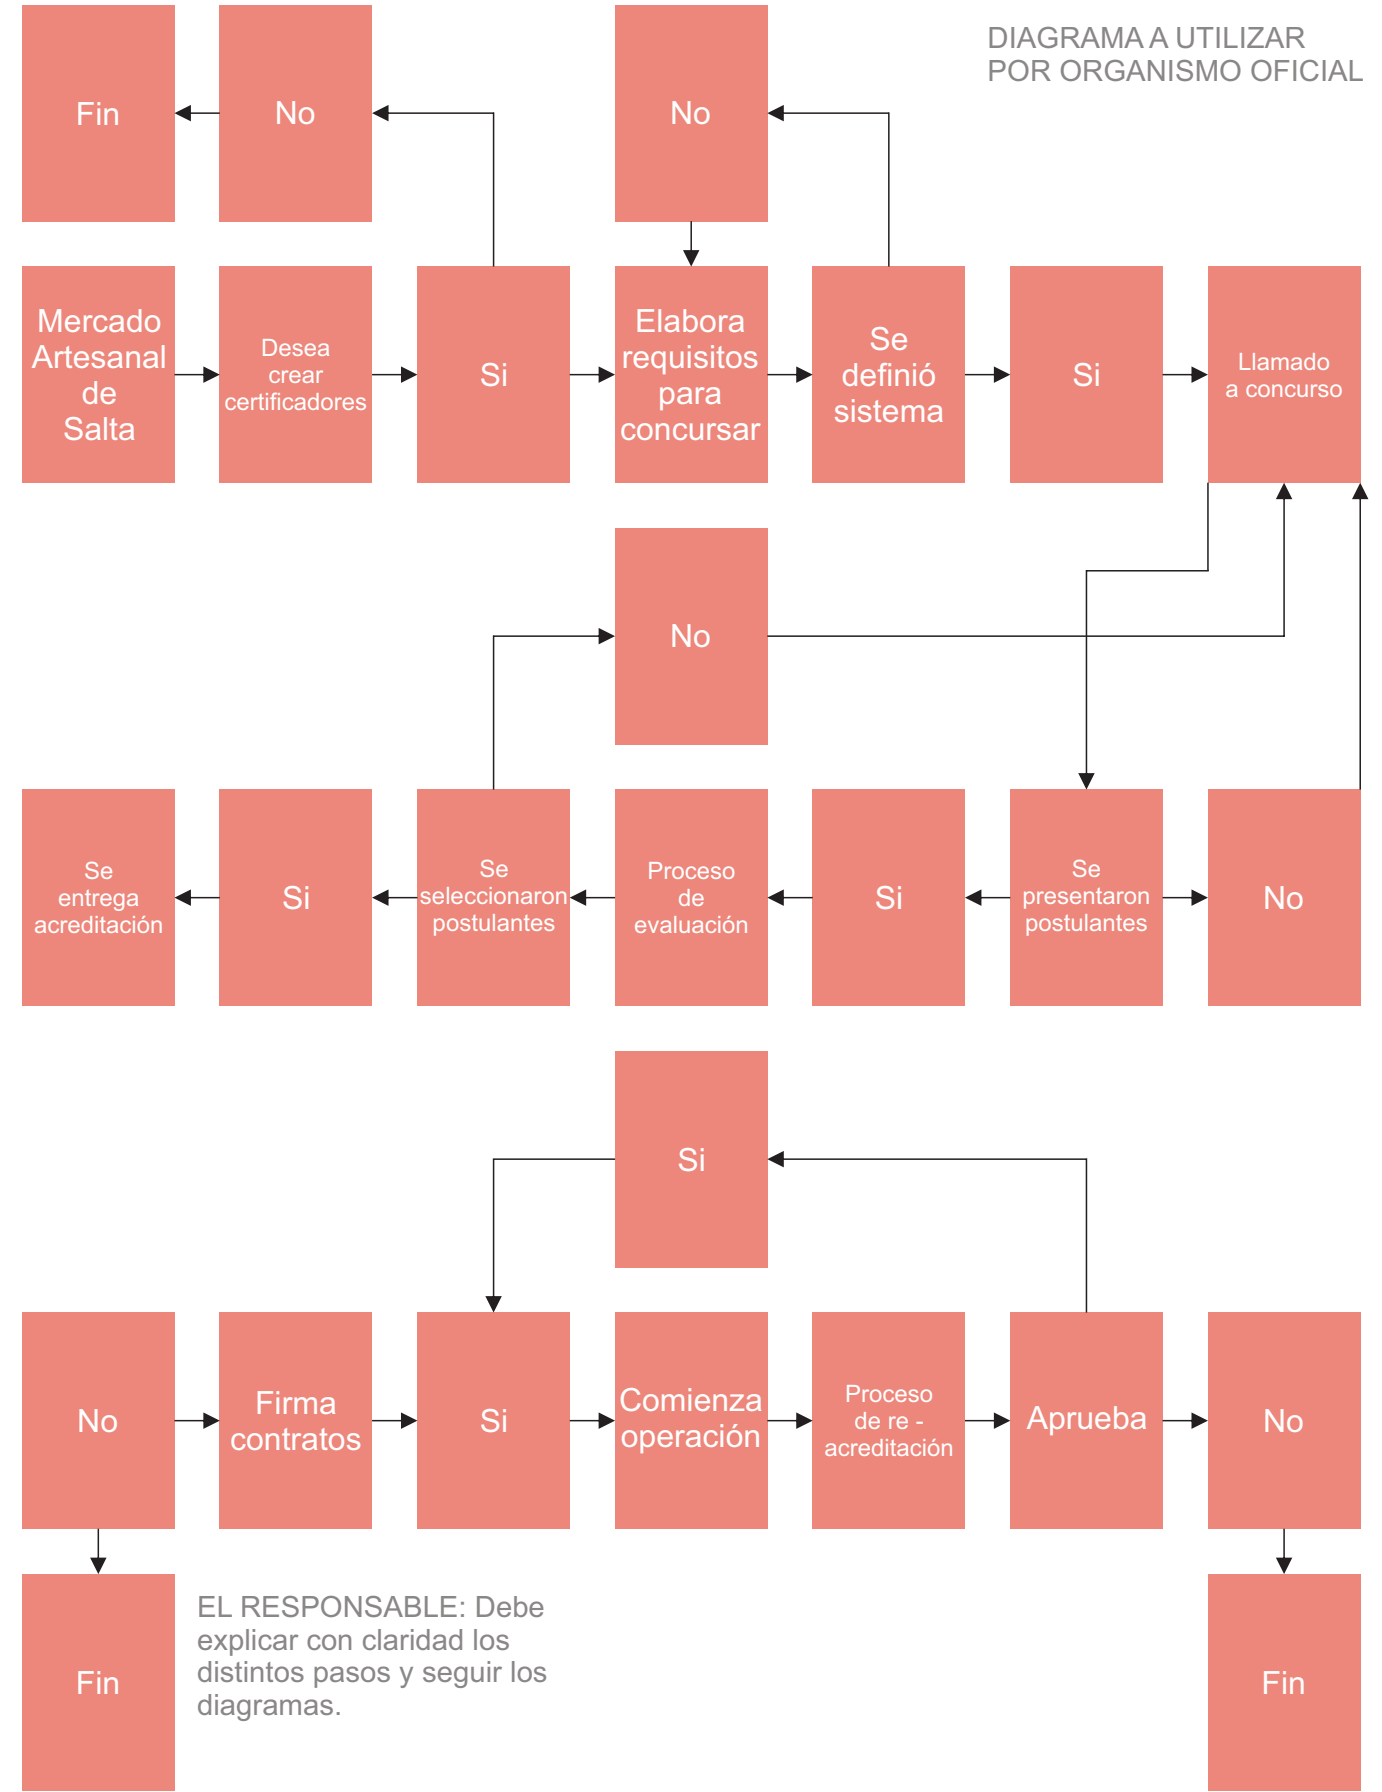 DIAGRAMA A UTILIZAR
POR ORGANISMO OFICIAL
Fin
No
No
Mercado
Artesanal
de
Salta
Desea
crear
certificadores
Si
Elabora
requisitos
para
concursar
Se
definió
sistema
Si
Llamado
a concurso
No
Se
entrega
acreditación
Si
Se
seleccionaron
postulantes
Proceso
de
evaluación
Si
Se
presentaron
postulantes
No
Si
No
Firma
contratos
Si
Comienza
operación
Proceso
de re -
acreditación
Aprueba
No
Fin
EL RESPONSABLE: Debe
explicar con claridad los
distintos pasos y seguir los
diagramas.
Fin